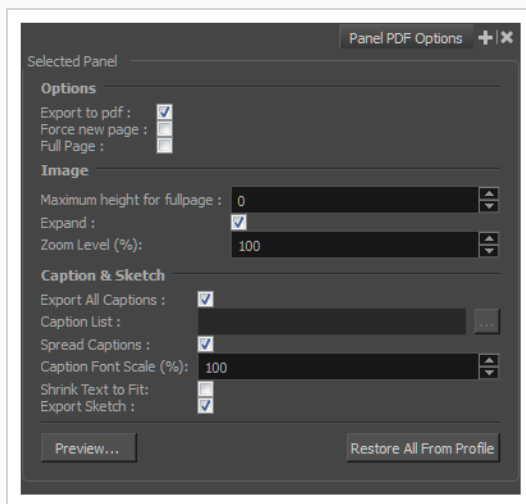 Panel PDF Options
Selected Panel
Options
Export to pdf :
Force new page :
Full Page :
Image
Maximum height for fullpage : 0
Expand :
Zoom Level (%): 100
Caption & Sketch
Export All Captions :
Caption List : ...
Spread Captions :
Caption Font Scale (%): 100
Shrink Text to Fit:
Export Sketch :
Preview... Restore All From Profile